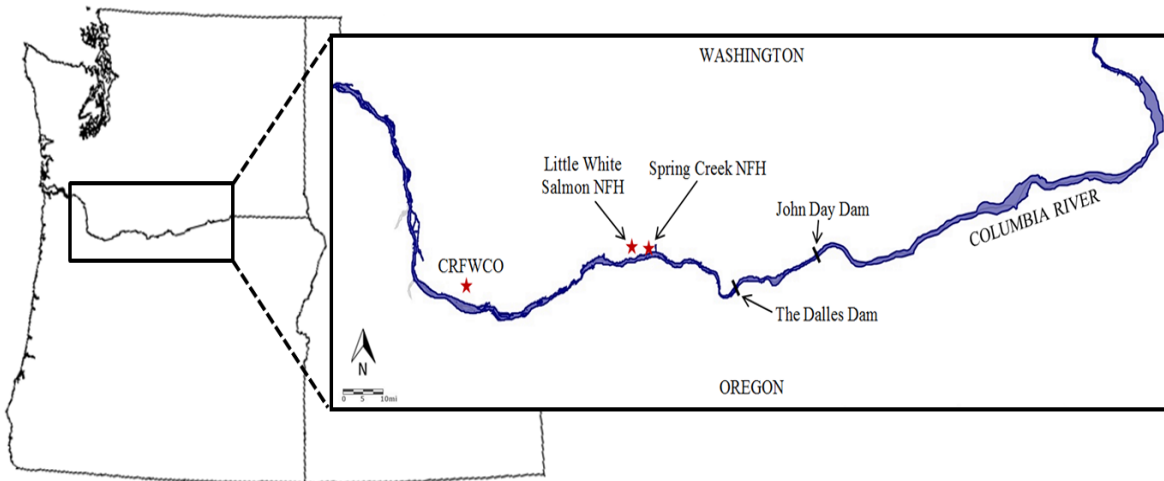 WASHINGTON
Little White
Salmon NFH
Spring Creek NFH
John Day Dam
COLUMBIA RIVER
CRFWCO
The Dalles Dam
N
0 5 10mi
OREGON